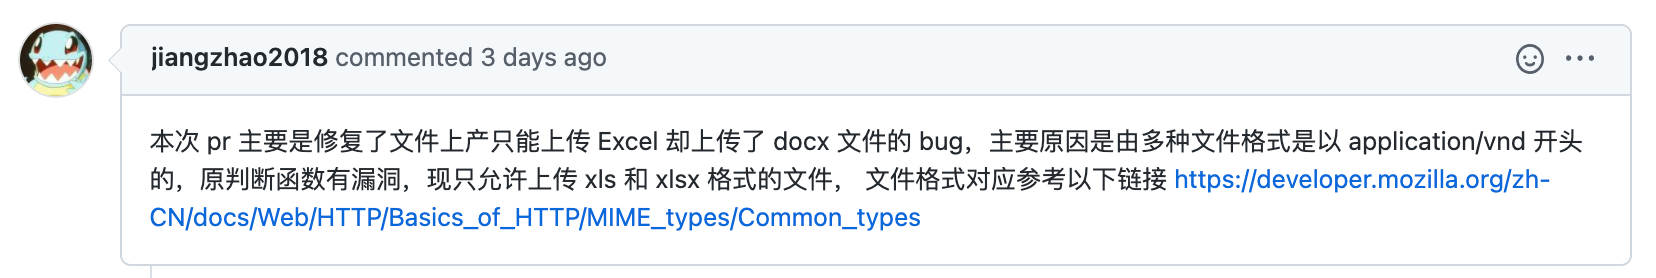 jiangzhao2018 commented 3 days ago
本次 pr 主要是修复了文件上产只能上传 Excel 却上传了 docx 文件的 bug，主要原因是由多种文件格式是以 application/vnd 开头
的，原判断函数有漏洞，现只允许上传 xls 和 xlsx 格式的文件， 文件格式对应参考以下链接 https://developer.mozilla.org/zh-
CN/docs/Web/HTTP/Basics_of_HTTP/MIME_types/Common_types